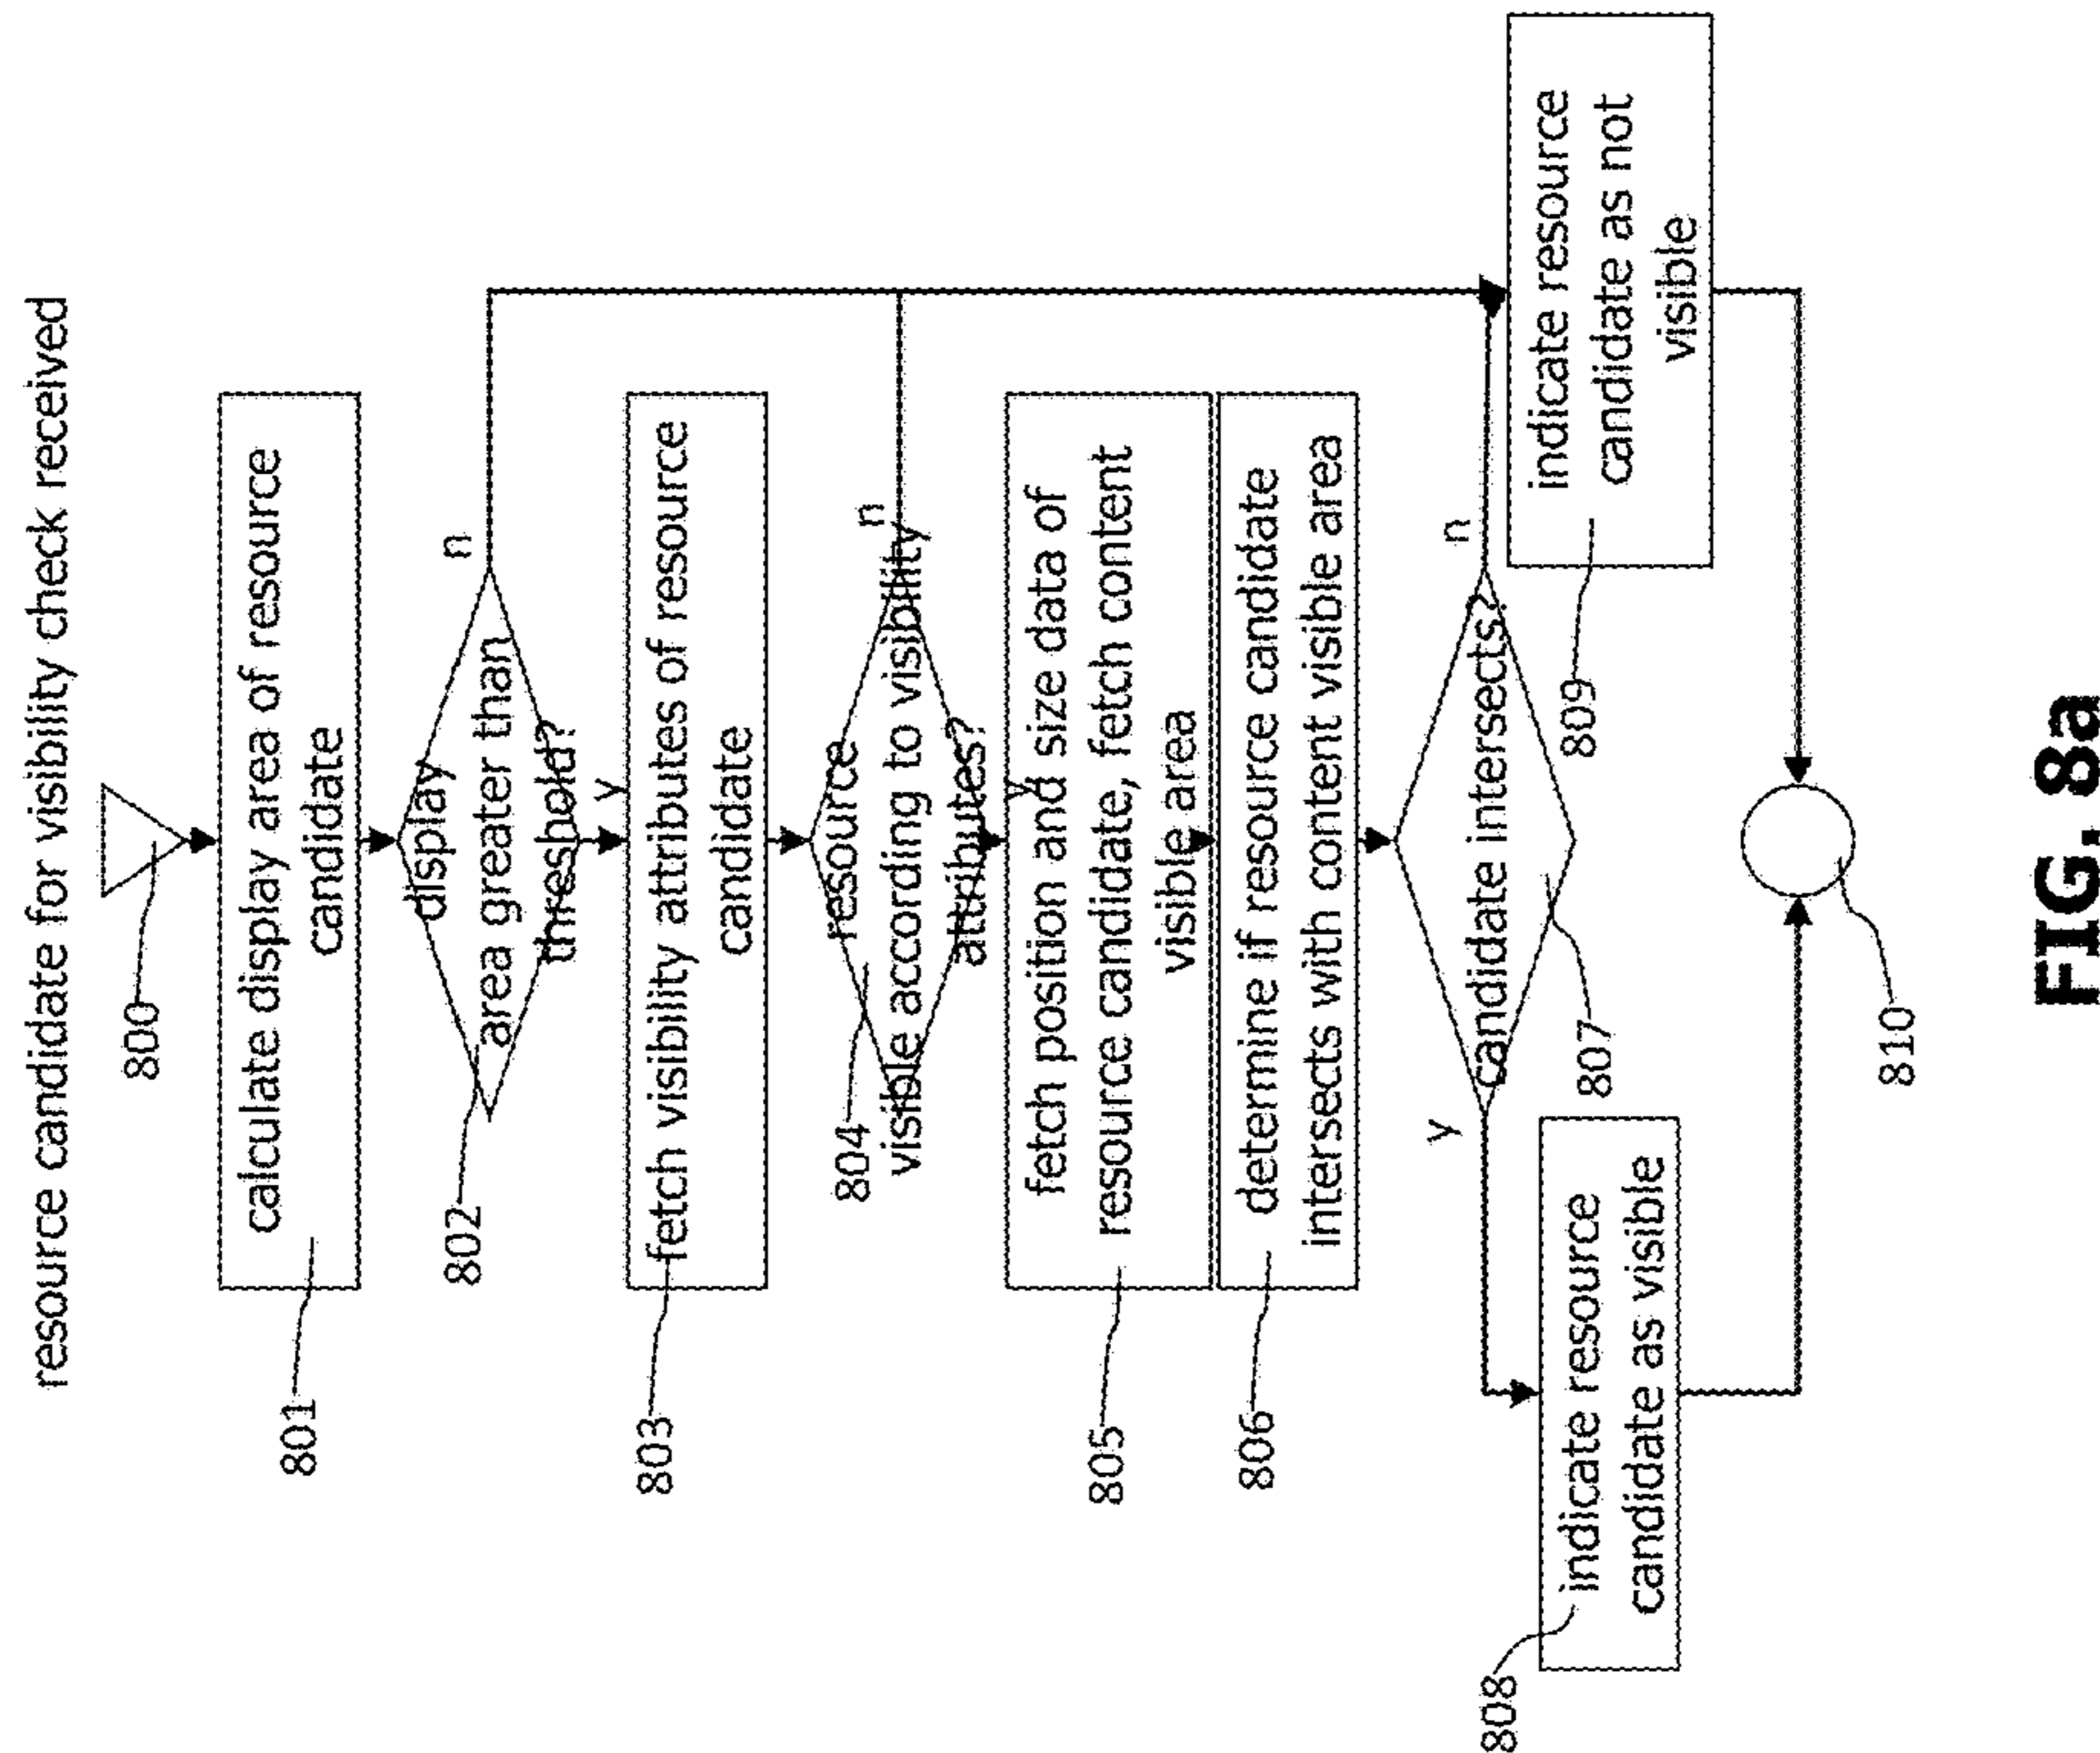 resource candidate for visibility check received
800
calculate display area of resource
candidate
801
display
area greater than
threshold?
802
n
y
fetch visibility attributes of resource
candidate
803
resource
visible according to visibility
attributes?
804
n
y
fetch position and size data of
resource candidate, fetch content
visible area
805
determine if resource candidate
intersects with content visible area
806
candidate intersects?
807
y
n
indicate resource
candidate as visible
808
indicate resource
candidate as not
visible
809
810
FIG. 8a